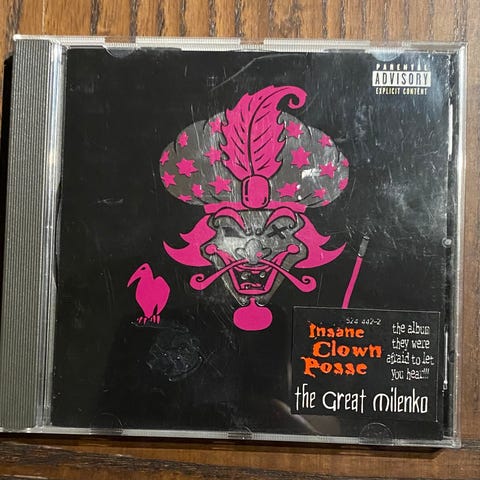 PARENTAL
ADVISORY
EXPLICIT CONTENT
524 442-2
Insane
Clown
Posse
the album
they were
afraid to let
you hear!!!
the Great Milenko